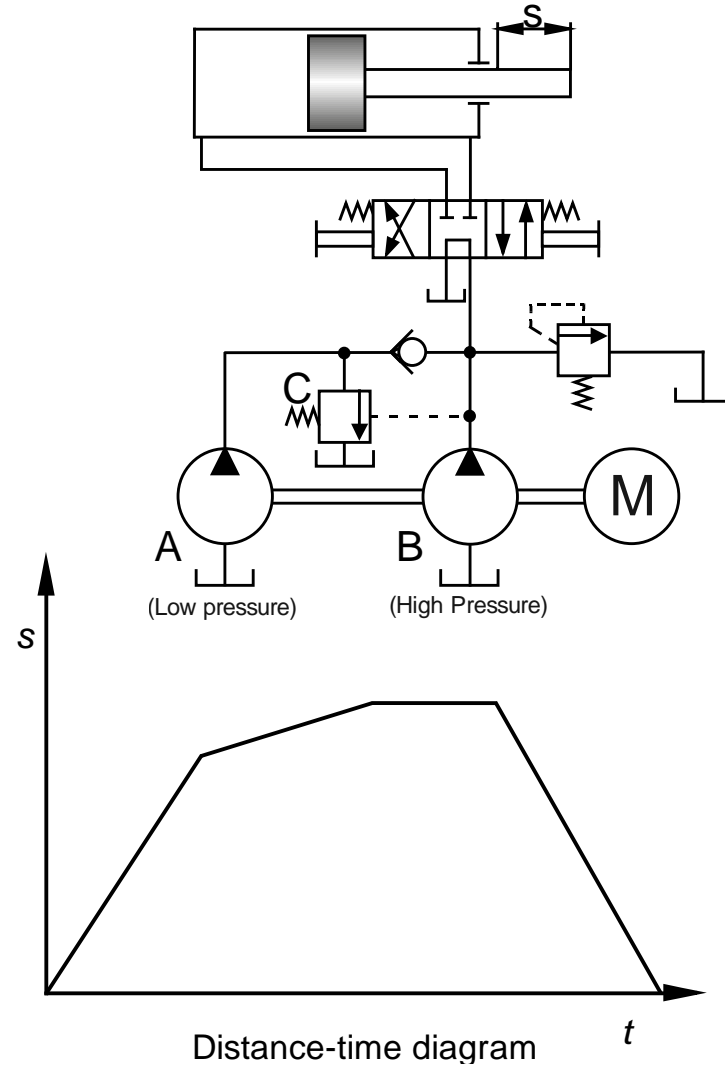 s
C
M
A
B
(Low pressure)
(High Pressure)
s
t
Distance-time diagram